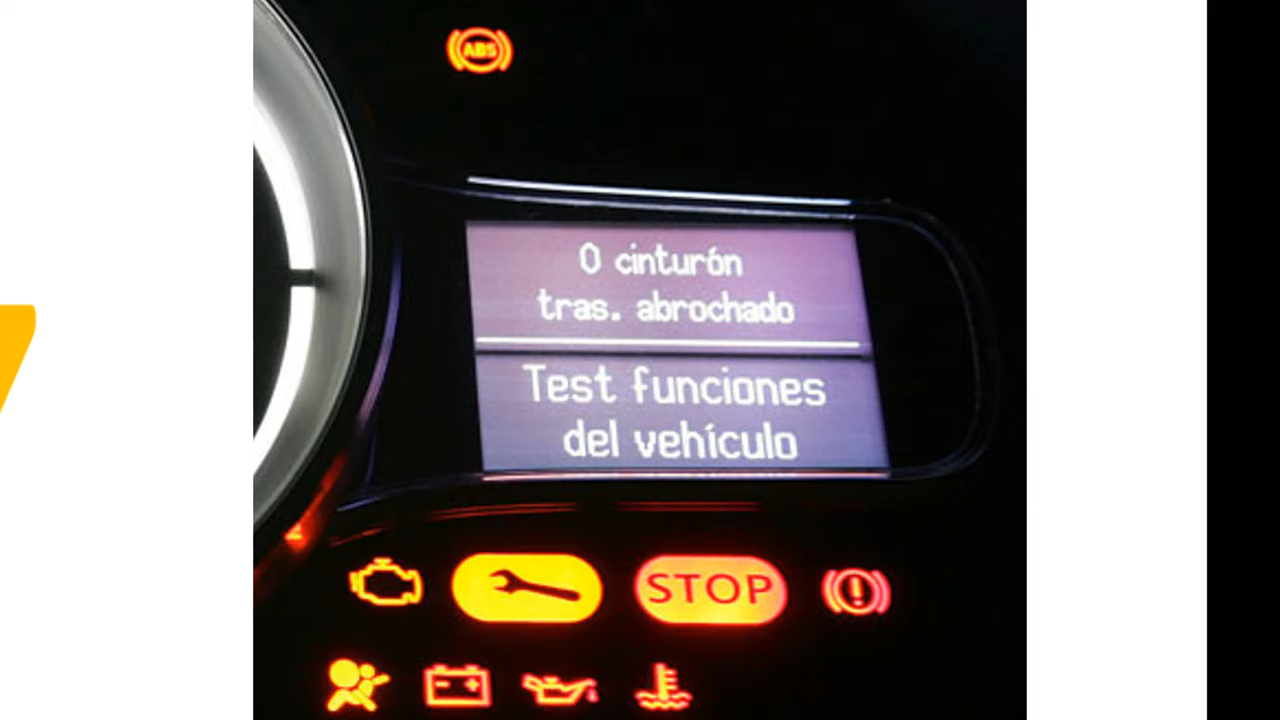 ABS
0 cinturón
tras. abrochado
Test funciones
del vehículo
STOP